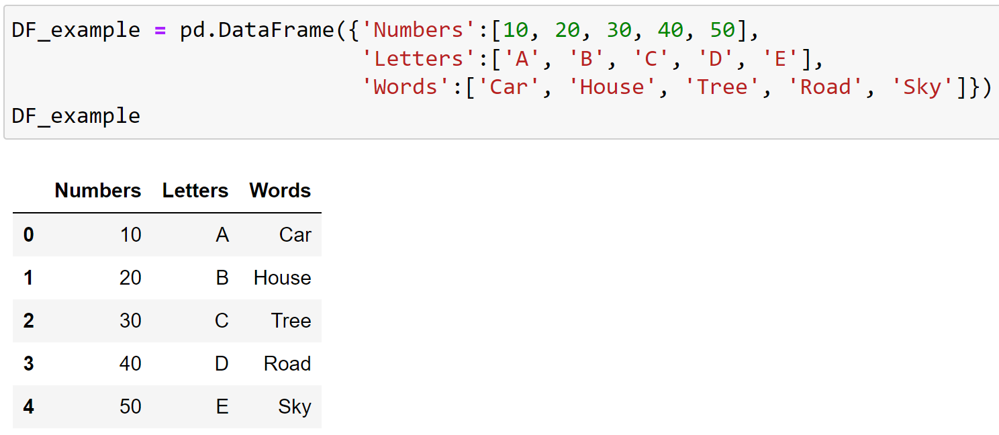 DF_example = pd.DataFrame({'Numbers':[10, 20, 30, 40, 50],
'Letters':['A', 'B', 'C', 'D', 'E'],
'Words':['Car', 'House', 'Tree', 'Road', 'Sky']})
DF_example
Numbers Letters Words
0 10 A Car
1 20 B House
2 30 C Tree
3 40 D Road
4 50 E Sky